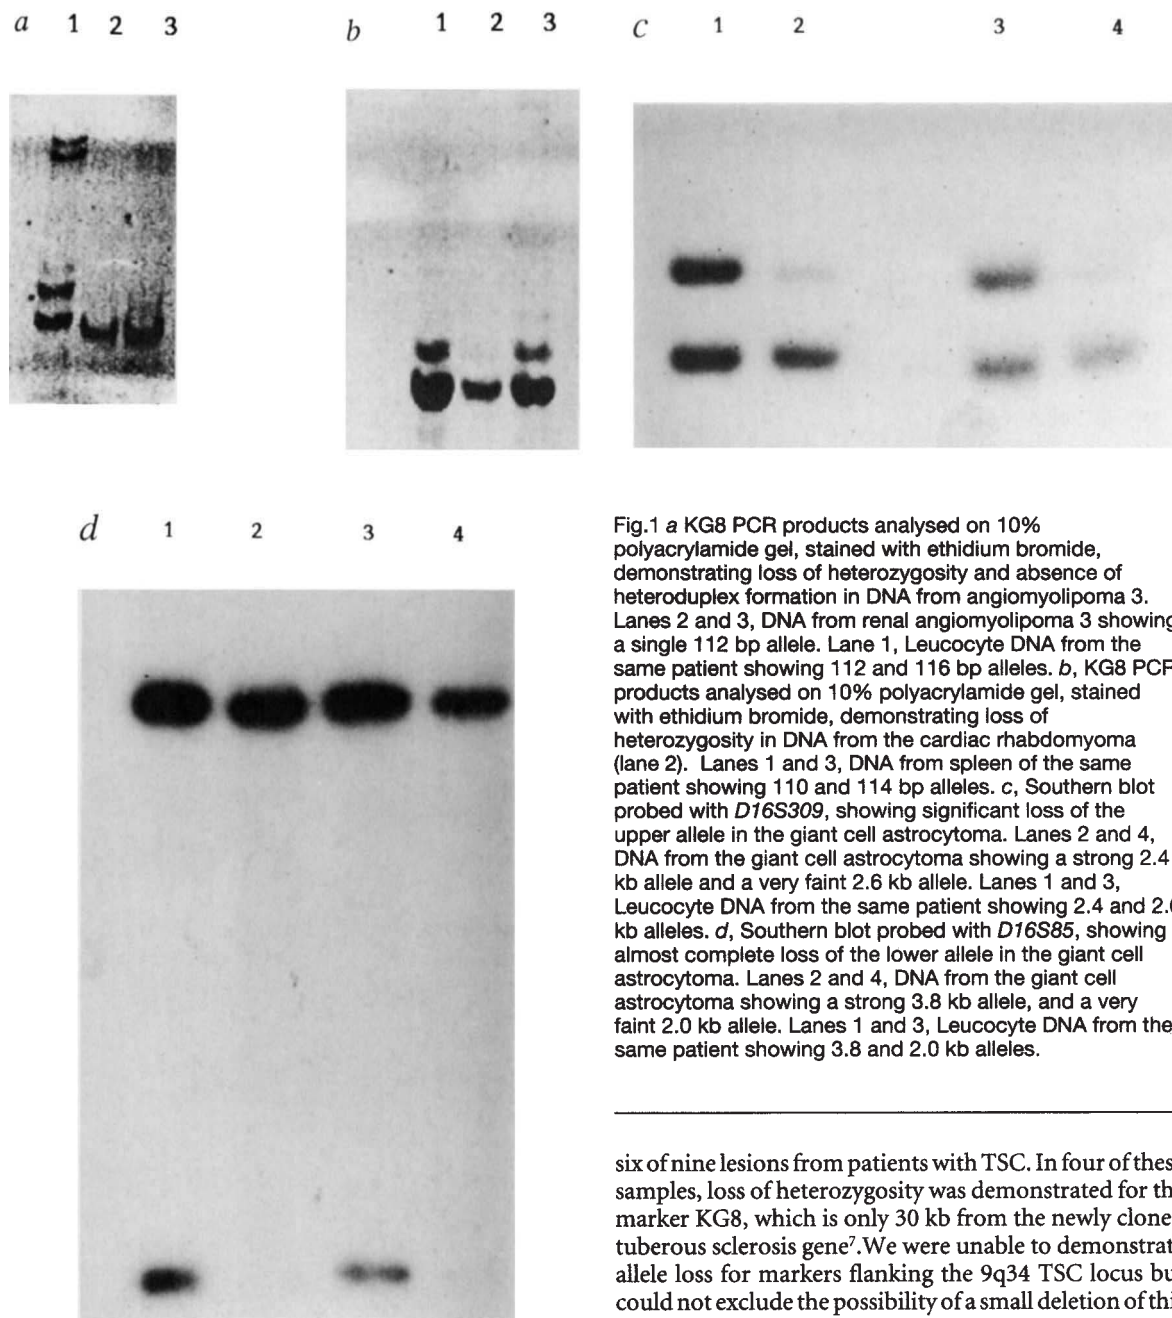 a 1 2 3
b 1 2 3
c 1 2 3 4
d 1 2 3 4
Fig.1 a KG8 PCR products analysed on 10%
polyacrylamide gel, stained with ethidium bromide,
demonstrating loss of heterozygosity and absence of
heteroduplex formation in DNA from angiomyolipoma 3.
Lanes 2 and 3, DNA from renal angiomyolipoma 3 showing
a single 112 bp allele. Lane 1, Leucocyte DNA from the
same patient showing 112 and 116 bp alleles. b, KG8 PCR
products analysed on 10% polyacrylamide gel, stained
with ethidium bromide, demonstrating loss of
heterozygosity in DNA from the cardiac rhabdomyoma
(lane 2). Lanes 1 and 3, DNA from spleen of the same
patient showing 110 and 114 bp alleles. c, Southern blot
probed with D16S309, showing significant loss of the
upper allele in the giant cell astrocytoma. Lanes 2 and 4,
DNA from the giant cell astrocytoma showing a strong 2.4
kb allele and a very faint 2.6 kb allele. Lanes 1 and 3,
Leucocyte DNA from the same patient showing 2.4 and
kb alleles. d, Southern blot probed with D16S85, showing
almost complete loss of the lower allele in the giant cell
astrocytoma. Lanes 2 and 4, DNA from the giant cell
astrocytoma showing a strong 3.8 kb allele, and a very
faint 2.0 kb allele. Lanes 1 and 3, Leucocyte DNA from the
same patient showing 3.8 and 2.0 kb alleles.
six of nine lesions from patients with TSC. In four of thes
samples, loss of heterozygosity was demonstrated for th
marker KG8, which is only 30 kb from the newly clone
tuberous sclerosis gene7.We were unable to demonstrat
allele loss for markers flanking the 9q34 TSC locus bu
could not exclude the possibility of a small deletion of thi